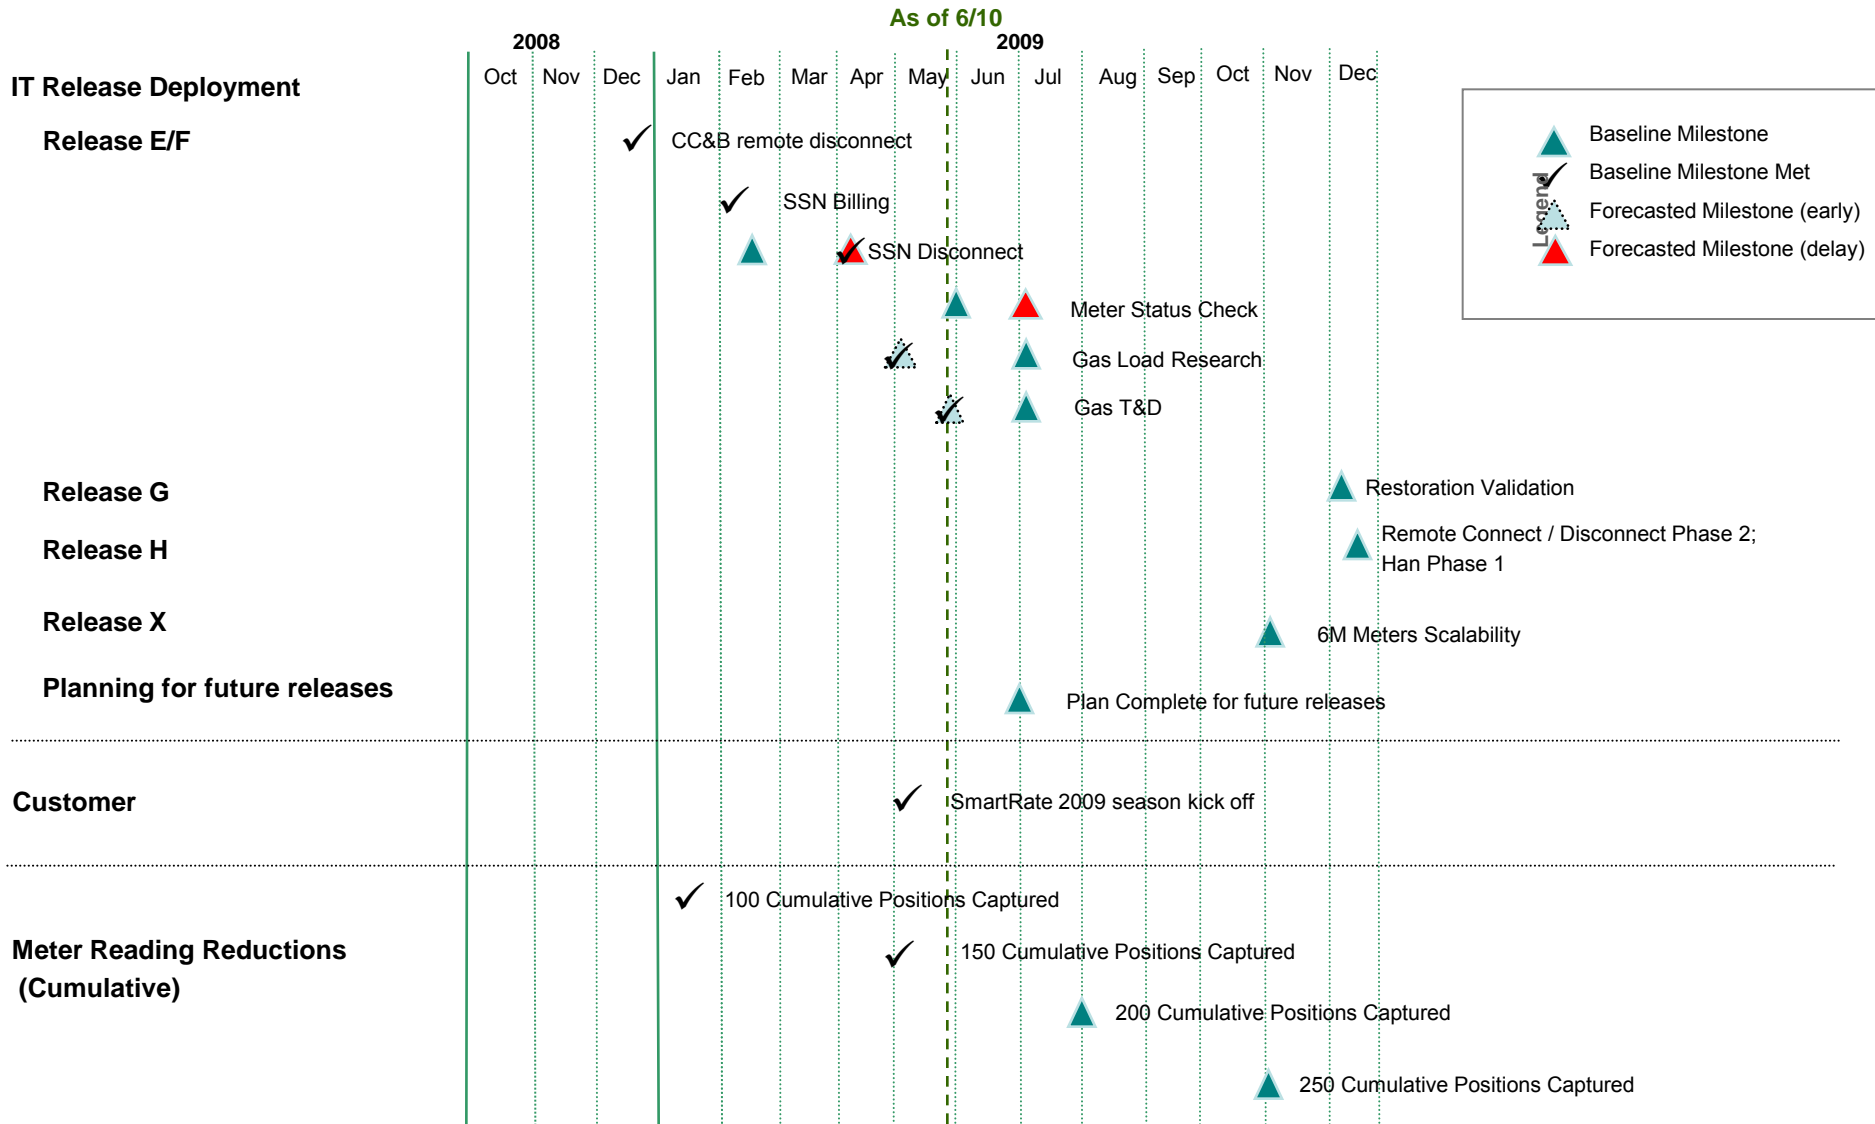 As of 6/10
2008
2009
Oct Nov Dec Jan Feb Mar Apr May Jun Jul Aug Sep Oct Nov Dec
IT Release Deployment
Release E/F
CC&B remote disconnect
SSN Billing
SSN Disconnect
Meter Status Check
Gas Load Research
Gas T&D
Release G
Restoration Validation
Release H
Remote Connect / Disconnect Phase 2;
Han Phase 1
Release X
6M Meters Scalability
Planning for future releases
Plan Complete for future releases
Customer
SmartRate 2009 season kick off
100 Cumulative Positions Captured
Meter Reading Reductions
(Cumulative)
150 Cumulative Positions Captured
200 Cumulative Positions Captured
250 Cumulative Positions Captured
Legend
Baseline Milestone
Baseline Milestone Met
Forecasted Milestone (early)
Forecasted Milestone (delay)